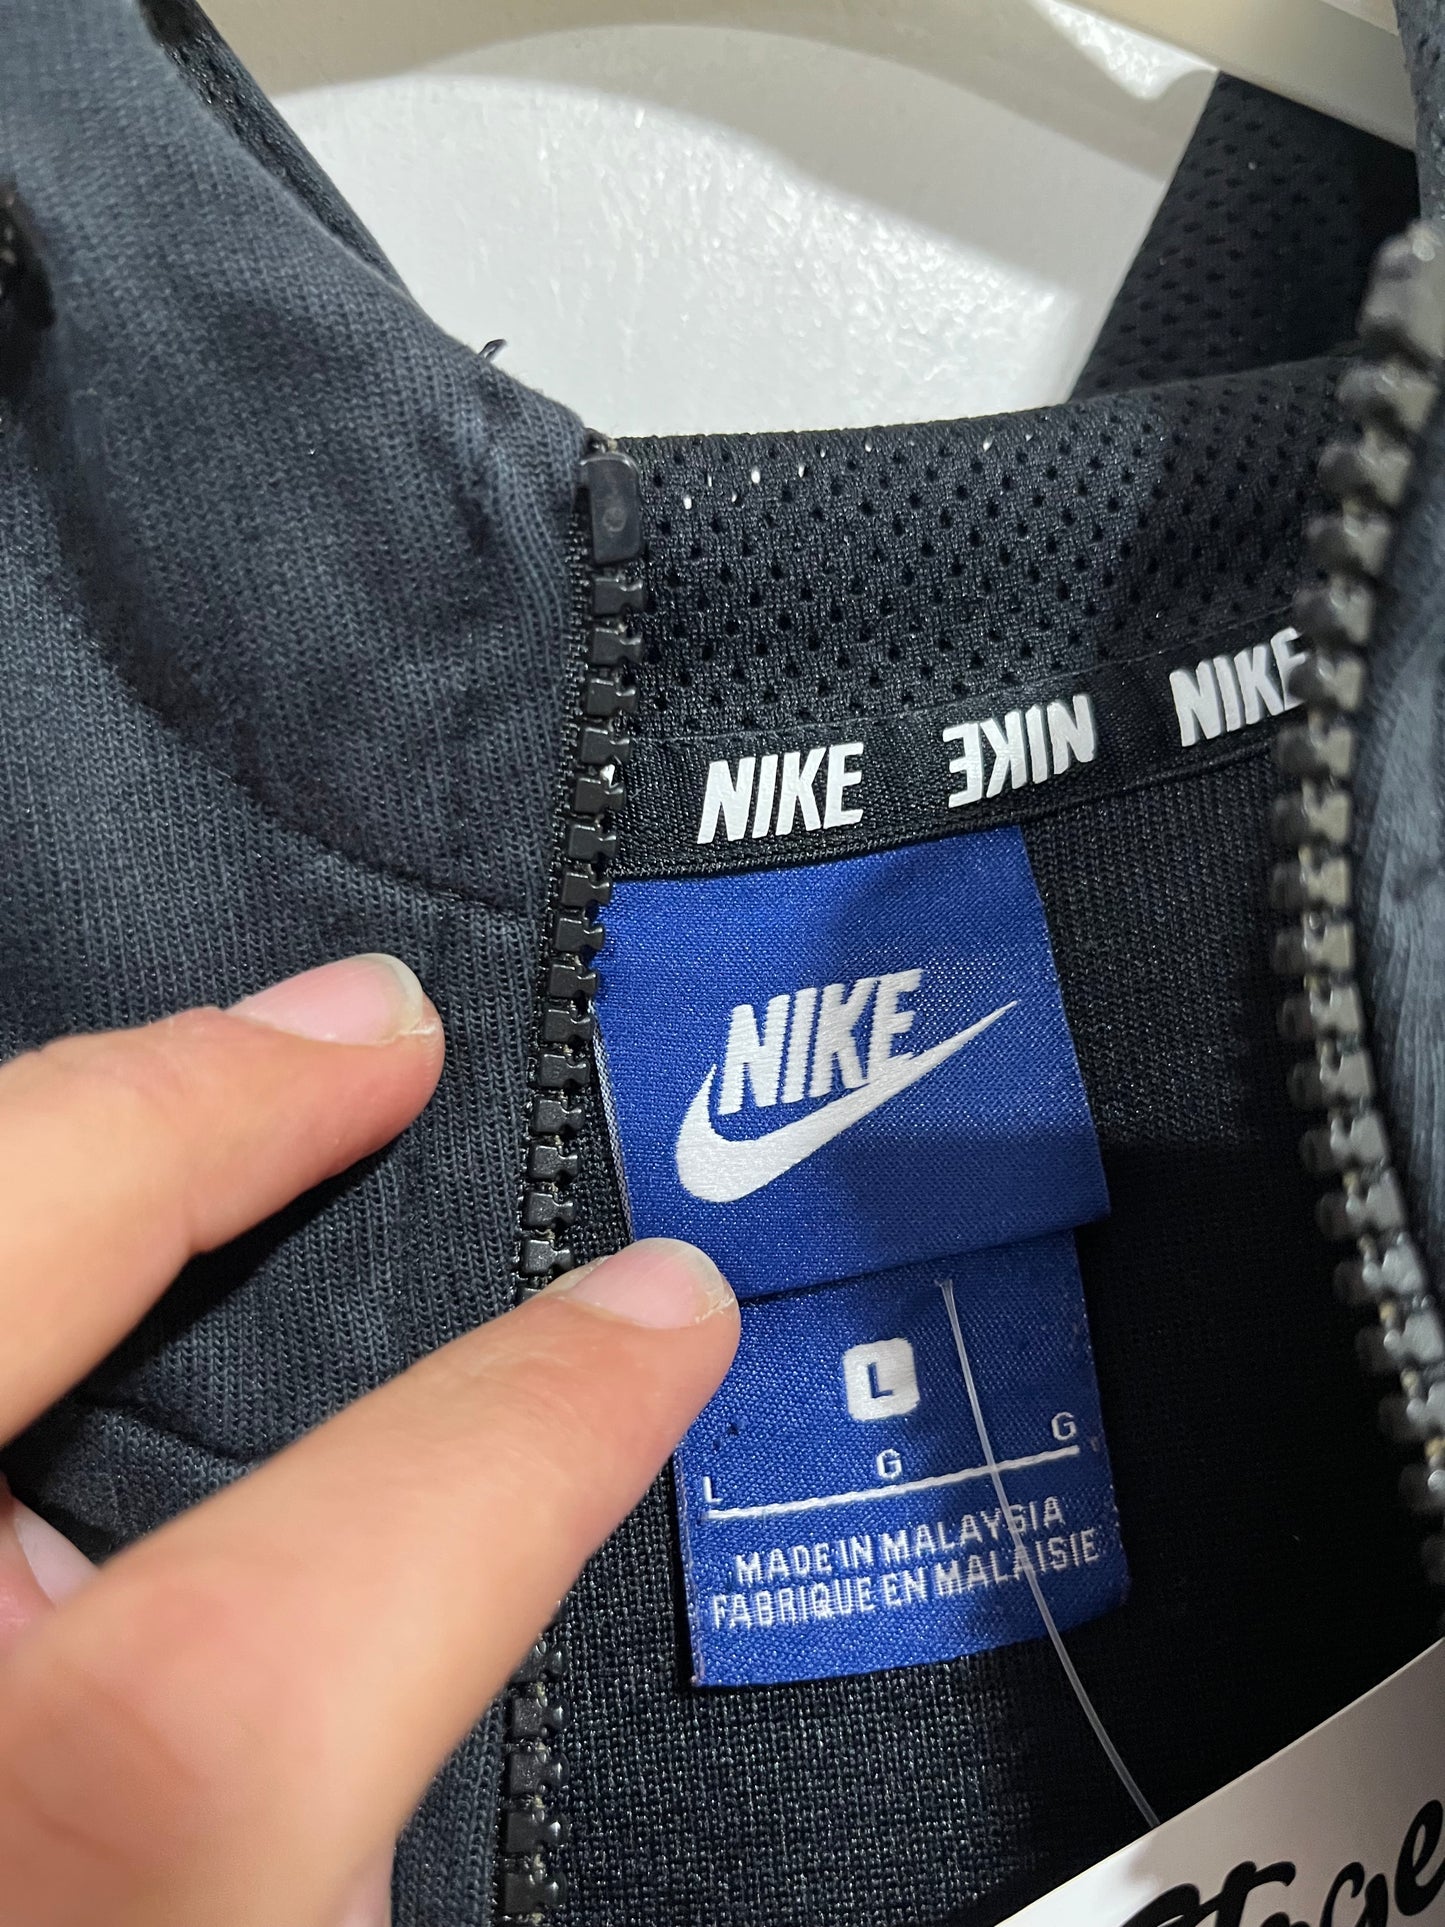 NIKE NIKE NIKE
NIKE
L
L G G
MADE IN MALAYSIA
FABRIQUE EN MALAISIE